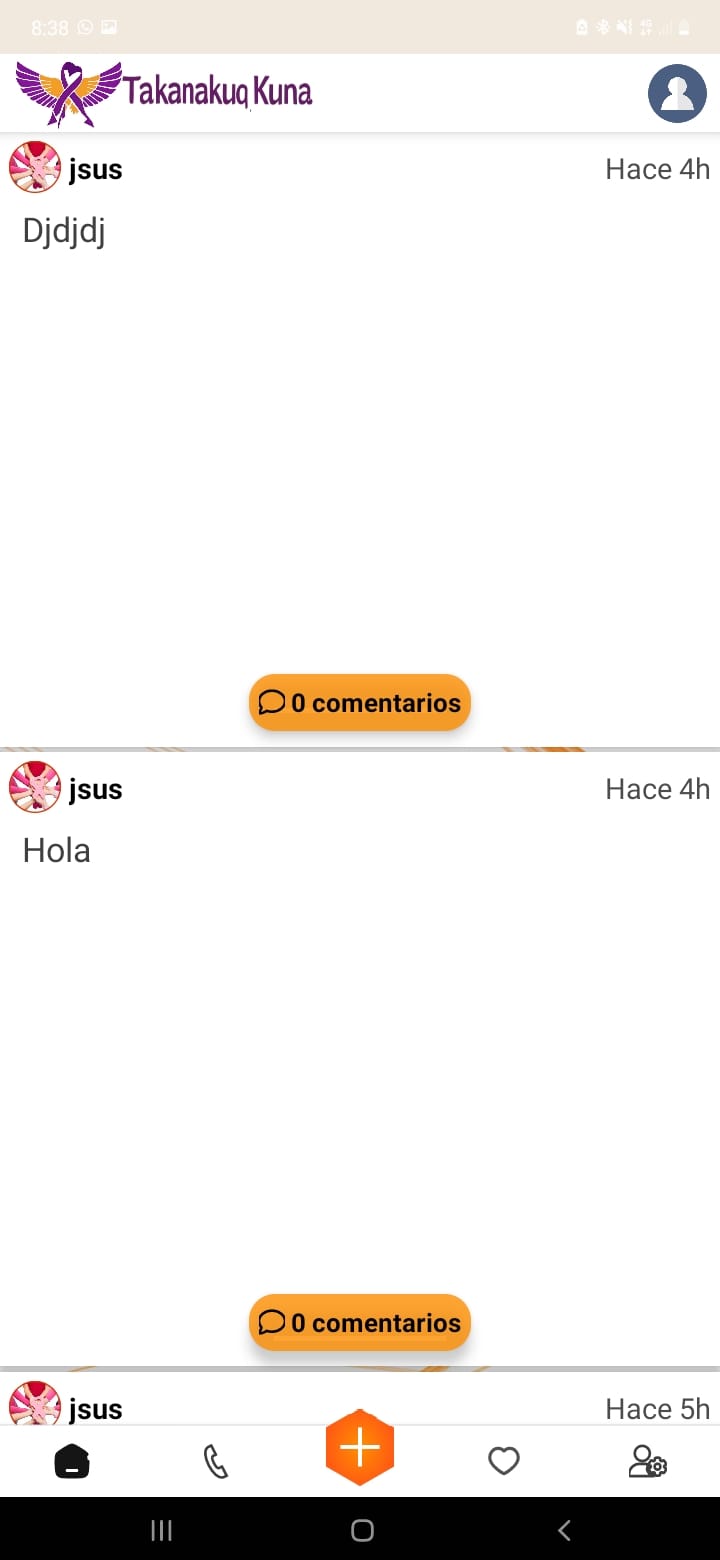 8:38
Takanakuq Kuna
jsus
Hace 4h
Djdjdj
0 comentarios
jsus
Hace 4h
Hola
0 comentarios
jsus
Hace 5h